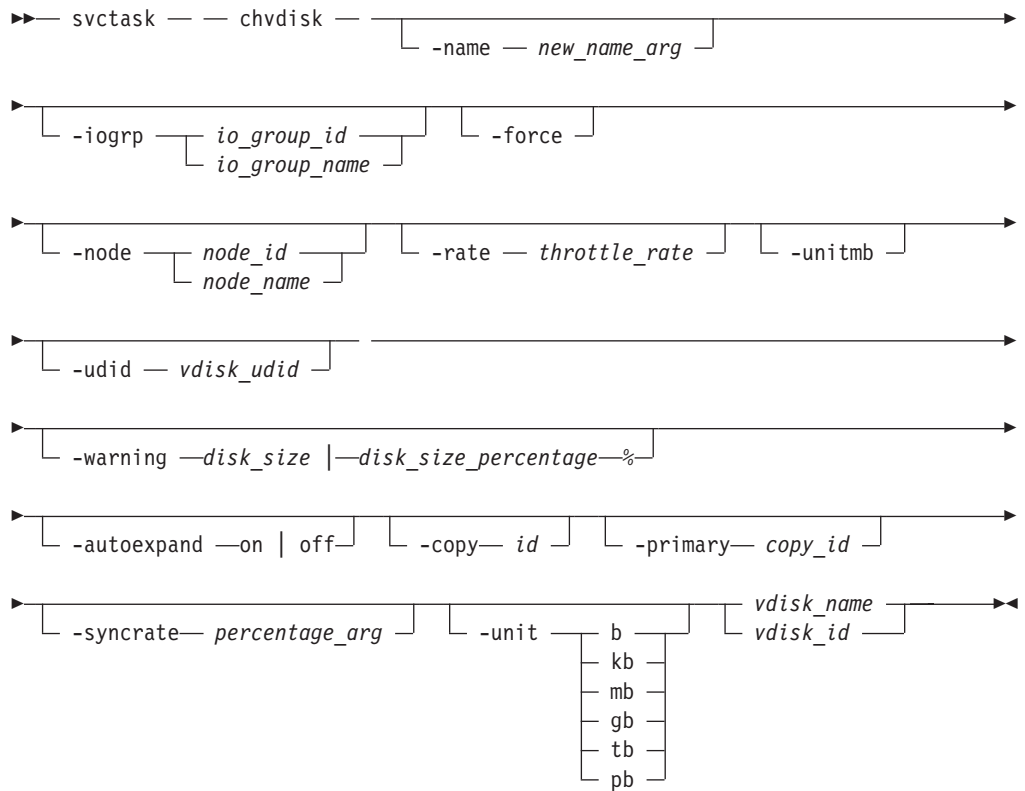 svctask chvdisk
-name new_name_arg
-iogrp io_group_id -force
io_group_name
-node node_id -rate throttle_rate -unitmb
node_name
-udid vdisk_udid
-warning disk_size | disk_size_percentage %
-autoexpand on | off -copy id -primary copy_id
vdisk_name
-syncrate percentage_arg -unit b vdisk_id
kb
mb
gb
tb
pb